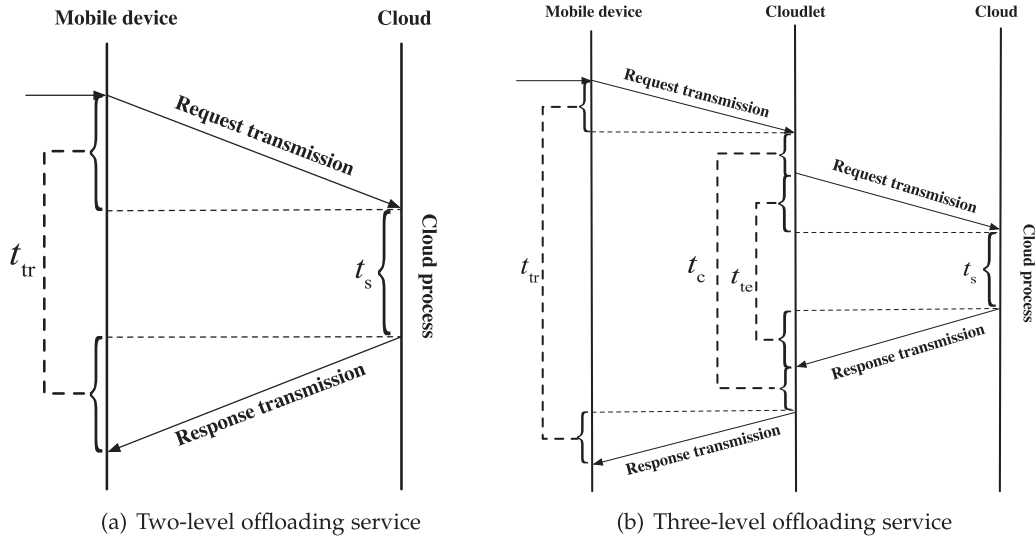 Mobile device
Cloud
Request transmission
t_tr
t_s
Cloud process
Response transmission
(a) Two-level offloading service
Mobile device
Cloudlet
Cloud
Request transmission
Request transmission
t_tr
t_c
t_te
t_s
Cloud process
Response transmission
Response transmission
(b) Three-level offloading service